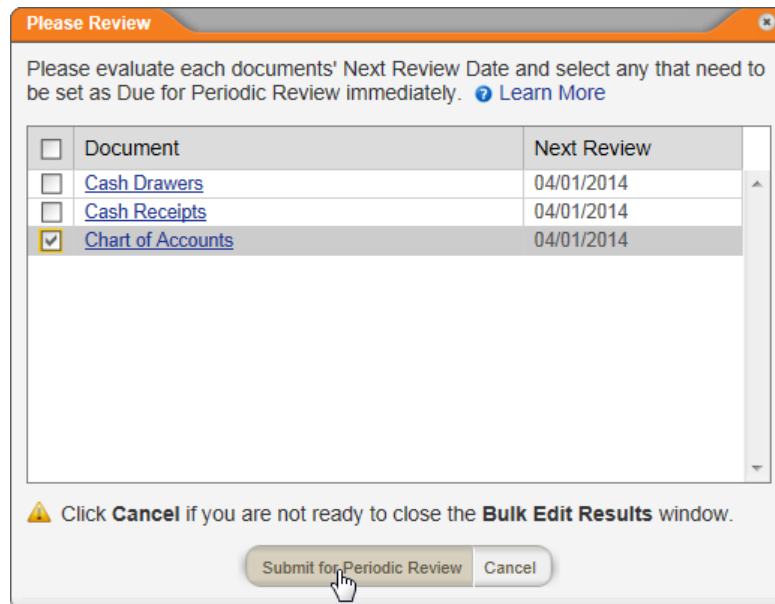 Please Review
Please evaluate each documents' Next Review Date and select any that need to
be set as Due for Periodic Review immediately. Learn More
Document Next Review
Cash Drawers 04/01/2014
Cash Receipts 04/01/2014
Chart of Accounts 04/01/2014
Click Cancel if you are not ready to close the Bulk Edit Results window.
Submit for Periodic Review Cancel